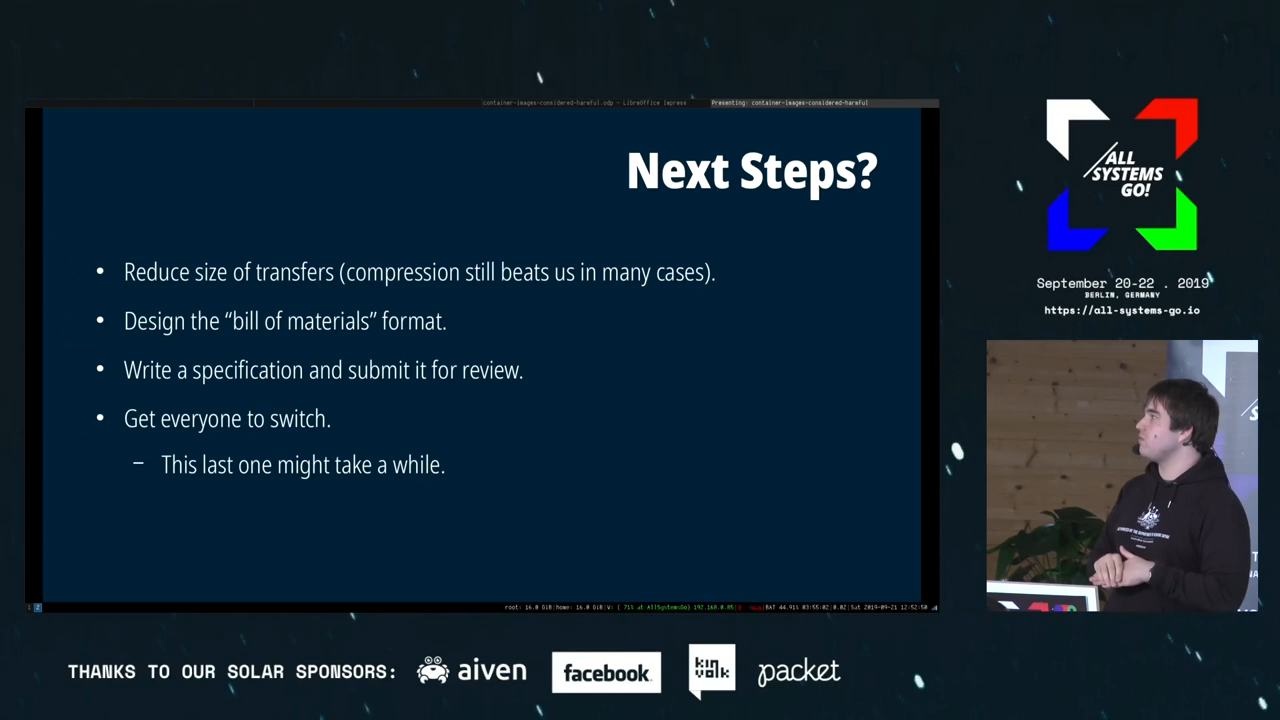 container-images-considered-harmful.odp - LibreOffice Impress
Presenting: container-images-considered-harmful
Next Steps?
• Reduce size of transfers (compression still beats us in many cases).
• Design the “bill of materials” format.
• Write a specification and submit it for review.
• Get everyone to switch.
– This last one might take a while.
ALL
SYSTEMS
GO!
September 20-22 . 2019
BERLIN, GERMANY
https://all-systems-go.io
THANKS TO OUR SOLAR SPONSORS:
aiven
facebook
kinvolk
packet